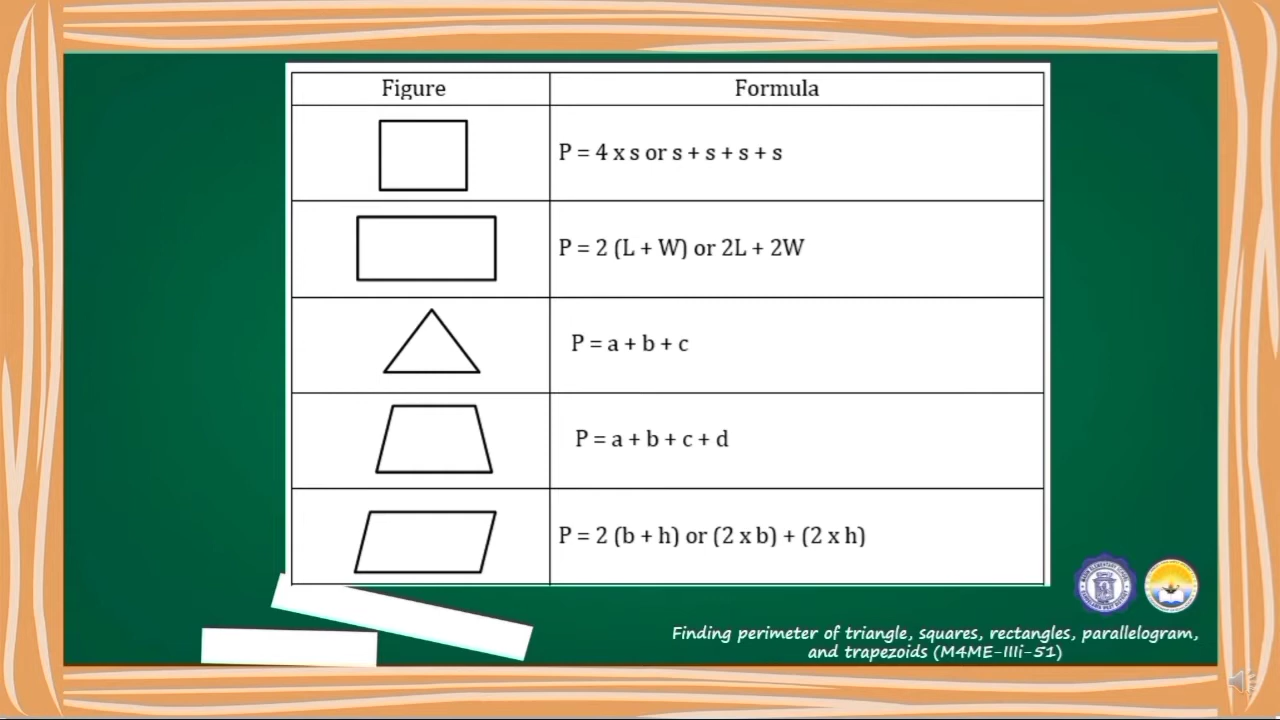 Figure
Formula
P = 4 x s or s + s + s + s
P = 2 (L + W) or 2L + 2W
P = a + b + c
P = a + b + c + d
P = 2 (b + h) or (2 x b) + (2 x h)
Finding perimeter of triangle, squares, rectangles, parallelogram,
and trapezoids (M4ME-IIIi-51)